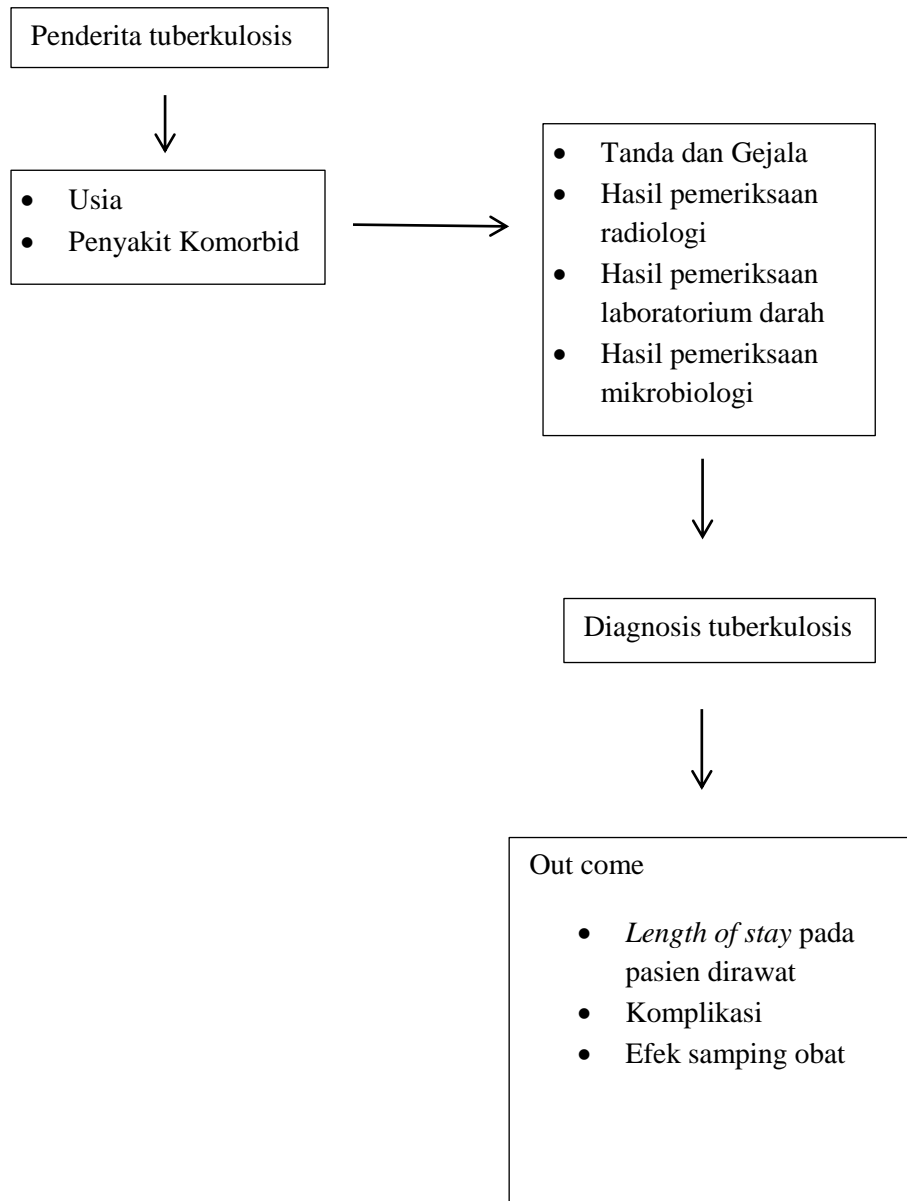 Penderita tuberkulosis
• Usia
• Penyakit Komorbid
• Tanda dan Gejala
• Hasil pemeriksaan
radiologi
• Hasil pemeriksaan
laboratorium darah
• Hasil pemeriksaan
mikrobiologi
Diagnosis tuberkulosis
Out come
• Length of stay pada
pasien dirawat
• Komplikasi
• Efek samping obat